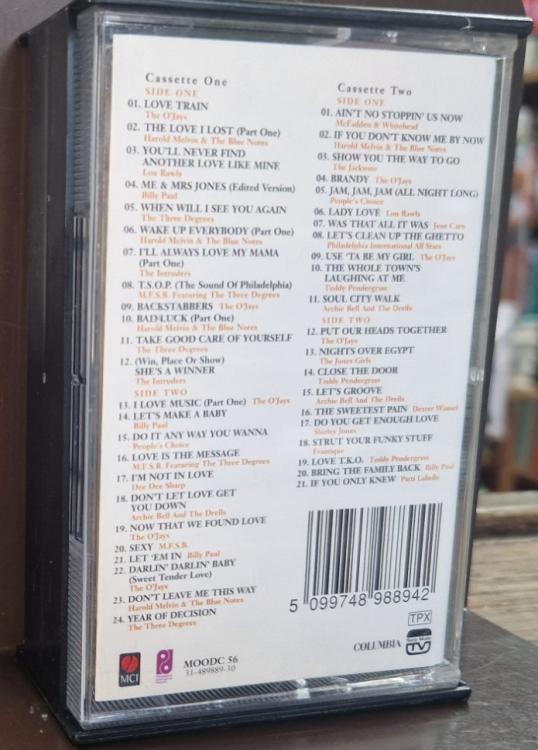 Cassette One
SIDE ONE
01. LOVE TRAIN
The O'Jays
02. THE LOVE I LOST (Part One)
Harold Melvin & The Blue Notes
03. YOU'LL NEVER FIND
ANOTHER LOVE LIKE MINE
Lou Rawls
04. ME & MRS JONES (Edited Version)
Billy Paul
05. WHEN WILL I SEE YOU AGAIN
The Three Degrees
06. WAKE UP EVERYBODY (Part One)
Harold Melvin & The Blue Notes
07. I'LL ALWAYS LOVE MY MAMA
(Part One)
The Intruders
08. T.S.O.P. (The Sound Of Philadelphia)
M.F.S.B. Featuring The Three Degrees
09. BACKSTABBERS The O'Jays
10. BAD LUCK (Part One)
Harold Melvin & The Blue Notes
11. TAKE GOOD CARE OF YOURSELF
The Three Degrees
12. (Win, Place Or Show)
SHE'S A WINNER
The Intruders
SIDE TWO
13. I LOVE MUSIC (Part One) The O'Jays
14. LET'S MAKE A BABY
Billy Paul
15. DO IT ANY WAY YOU WANNA
People's Choice
16. LOVE IS THE MESSAGE
M.F.S.B. Featuring The Three Degrees
17. I'M NOT IN LOVE
Dee Dee Sharp
18. DON'T LET LOVE GET
YOU DOWN
Archie Bell And The Drells
19. NOW THAT WE FOUND LOVE
The O'Jays
20. SEXY M.F.S.B.
21. LET 'EM IN Billy Paul
22. DARLIN' DARLIN' BABY
(Sweet Tender Love)
The O'Jays
23. DON'T LEAVE ME THIS WAY
Harold Melvin & The Blue Notes
24. YEAR OF DECISION
The Three Degrees
Cassette Two
SIDE ONE
01. AIN'T NO STOPPIN' US NOW
McFadden & Whitehead
02. IF YOU DON'T KNOW ME BY NOW
Harold Melvin & The Blue Notes
03. SHOW YOU THE WAY TO GO
The Jacksons
04. BRANDY The O'Jays
05. JAM, JAM, JAM (ALL NIGHT LONG)
People's Choice
06. LADY LOVE Lou Rawls
07. WAS THAT ALL IT WAS Jean Carn
08. LET'S CLEAN UP THE GHETTO
Philadelphia International All Stars
09. USE 'TA BE MY GIRL The O'Jays
10. THE WHOLE TOWN'S
LAUGHING AT ME
Teddy Pendergrass
11. SOUL CITY WALK
Archie Bell And The Drells
SIDE TWO
12. PUT OUR HEADS TOGETHER
The O'Jays
13. NIGHTS OVER EGYPT
The Jones Girls
14. CLOSE THE DOOR
Teddy Pendergrass
15. LET'S GROOVE
Archie Bell And The Drells
16. THE SWEETEST PAIN Dexter Wansel
17. DO YOU GET ENOUGH LOVE
Shirley Jones
18. STRUT YOUR FUNKY STUFF
Frantique
19. LOVE T.K.O. Teddy Pendergrass
20. BRING THE FAMILY BACK Billy Paul
21. IF YOU ONLY KNEW Patti Labelle
5 099748 988942
TPX
COLUMBIA
Sony Music
TV
MCI
MOODC 56
31-489889-30